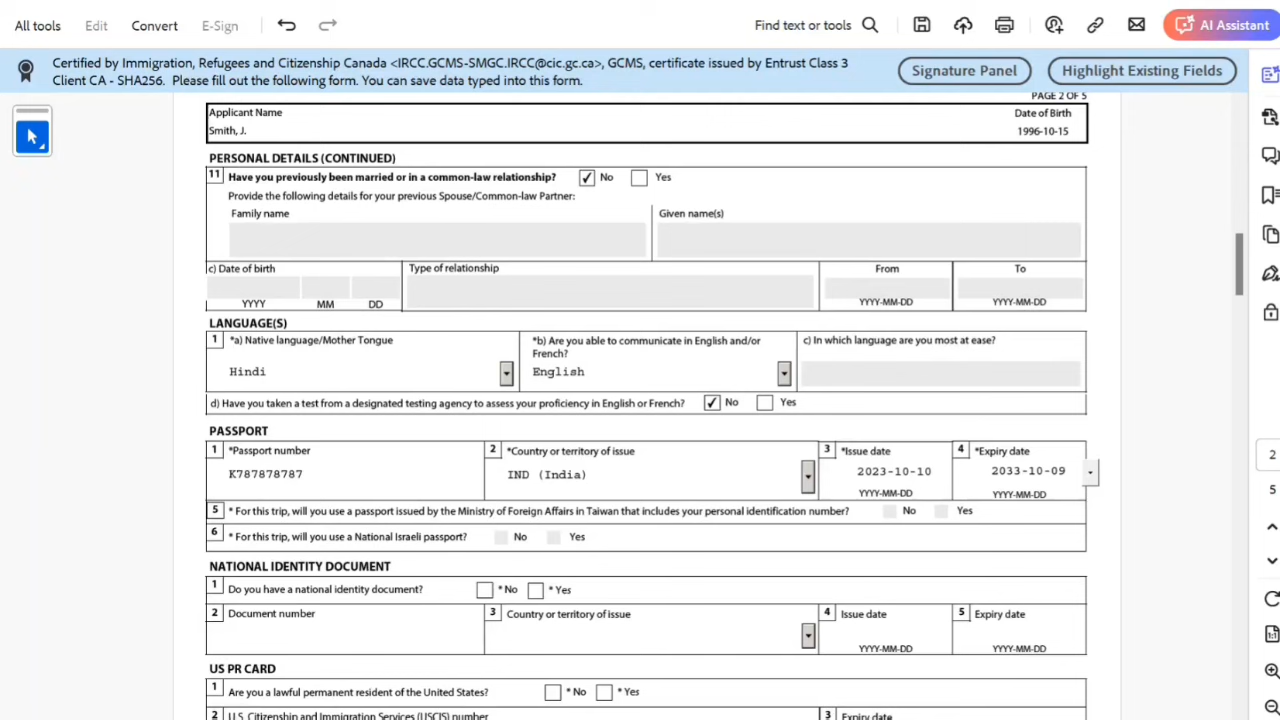 All tools Edit Convert E-Sign Find text or tools AI Assistant
Certified by Immigration, Refugees and Citizenship Canada <IRCC.GCMS-SMGC.IRCC@cic.gc.ca>, GCMS, certificate issued by Entrust Class 3
Client CA - SHA256. Please fill out the following form. You can save data typed into this form.
Signature Panel Highlight Existing Fields
PAGE 2 OF 5
Applicant Name Date of Birth
Smith, J. 1996-10-15
PERSONAL DETAILS (CONTINUED)
11 Have you previously been married or in a common-law relationship? No Yes
Provide the following details for your previous Spouse/Common-law Partner:
Family name Given name(s)
c) Date of birth Type of relationship From To
YYYY MM DD YYYY-MM-DD YYYY-MM-DD
LANGUAGE(S)
1 *a) Native language/Mother Tongue *b) Are you able to communicate in English and/or c) In which language are you most at ease?
French?
Hindi English
d) Have you taken a test from a designated testing agency to assess your proficiency in English or French? No Yes
PASSPORT
1 *Passport number 2 *Country or territory of issue 3 *Issue date 4 *Expiry date
K787878787 IND (India) 2023-10-10 2033-10-09
YYYY-MM-DD YYYY-MM-DD
5 * For this trip, will you use a passport issued by the Ministry of Foreign Affairs in Taiwan that includes your personal identification number? No Yes
6 * For this trip, will you use a National Israeli passport? No Yes
NATIONAL IDENTITY DOCUMENT
1 Do you have a national identity document? * No * Yes
2 Document number 3 Country or territory of issue 4 Issue date 5 Expiry date
YYYY-MM-DD YYYY-MM-DD
US PR CARD
1 Are you a lawful permanent resident of the United States? * No * Yes
2 U.S. Citizenship and Immigration Services (USCIS) number 3 Expiry date
2
5
1:1